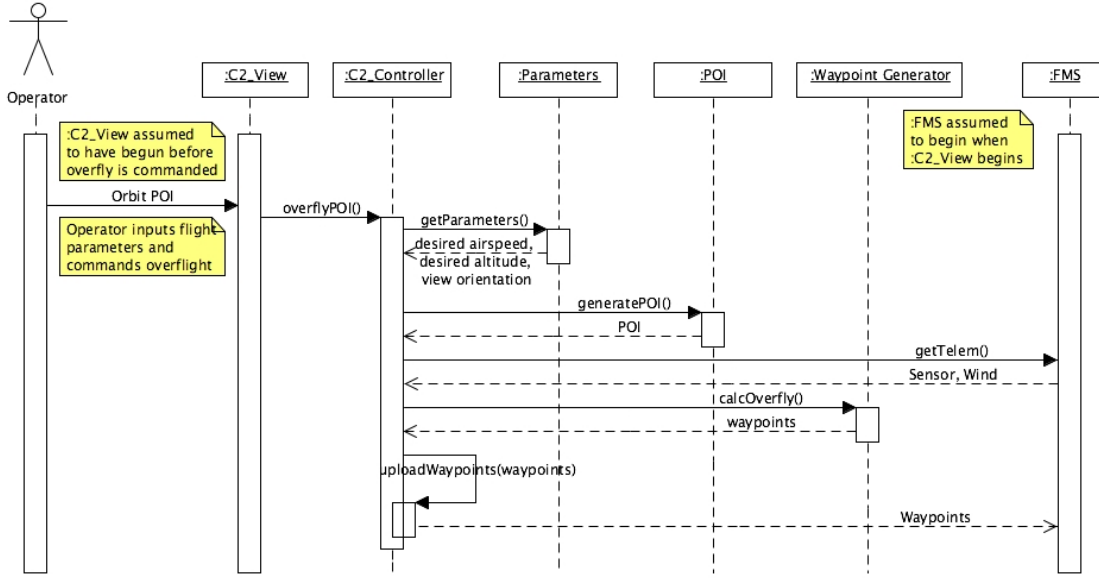 :C2_View
:C2_Controller
:Parameters
:POI
:Waypoint Generator
:FMS
Operator
:C2_View assumed
to have begun before
overfly is commanded
:FMS assumed
to begin when
:C2_View begins
Orbit POI
overflyPOI()
Operator inputs flight
parameters and
commands overflight
getParameters()
desired airspeed,
desired altitude,
view orientation
generatePOI()
POI
getTelem()
Sensor, Wind
calcOverfly()
waypoints
uploadWaypoints(waypoints)
Waypoints